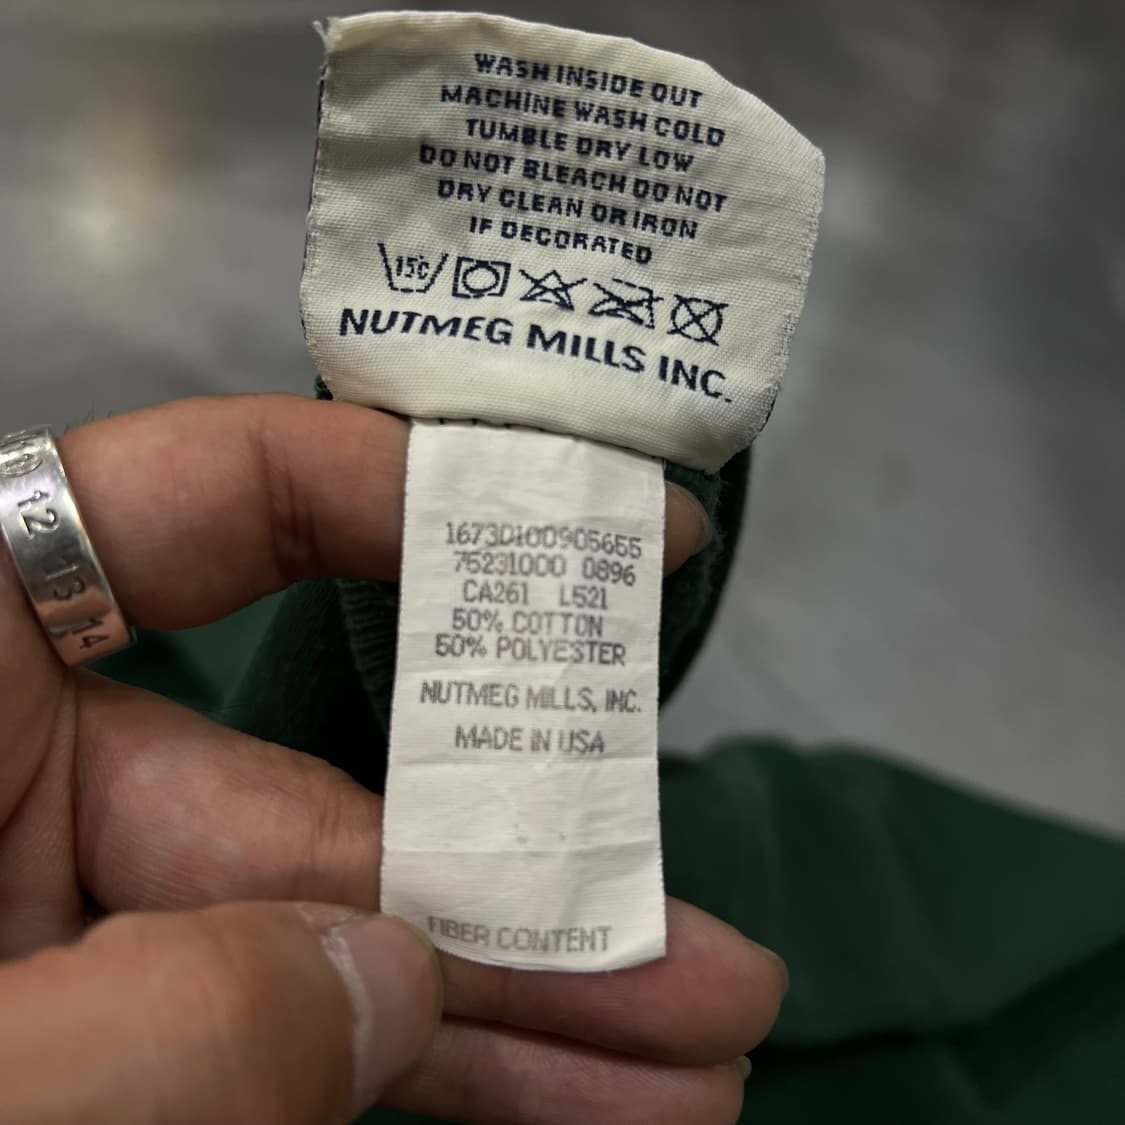 WASH INSIDE OUT
MACHINE WASH COLD
TUMBLE DRY LOW
DO NOT BLEACH DO NOT
DRY CLEAN OR IRON
IF DECORATED
15C
NUTMEG MILLS INC.
1673D100905655
75231000 0896
CA261 L521
50% COTTON
50% POLYESTER
NUTMEG MILLS, INC.
MADE IN USA
FIBER CONTENT
12 13 14